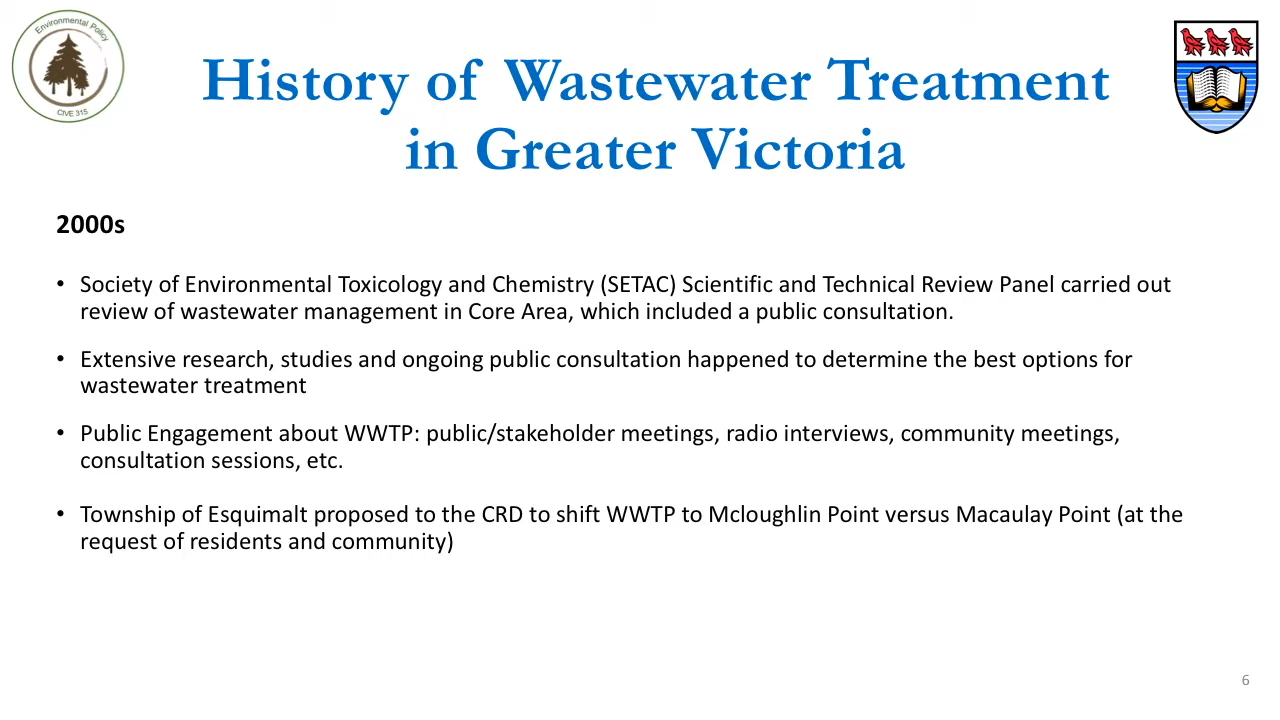 Environmental Policy
CIVE 315
History of Wastewater Treatment
in Greater Victoria
2000s
• Society of Environmental Toxicology and Chemistry (SETAC) Scientific and Technical Review Panel carried out
review of wastewater management in Core Area, which included a public consultation.
• Extensive research, studies and ongoing public consultation happened to determine the best options for
wastewater treatment
• Public Engagement about WWTP: public/stakeholder meetings, radio interviews, community meetings,
consultation sessions, etc.
• Township of Esquimalt proposed to the CRD to shift WWTP to Mcloughlin Point versus Macaulay Point (at the
request of residents and community)
6